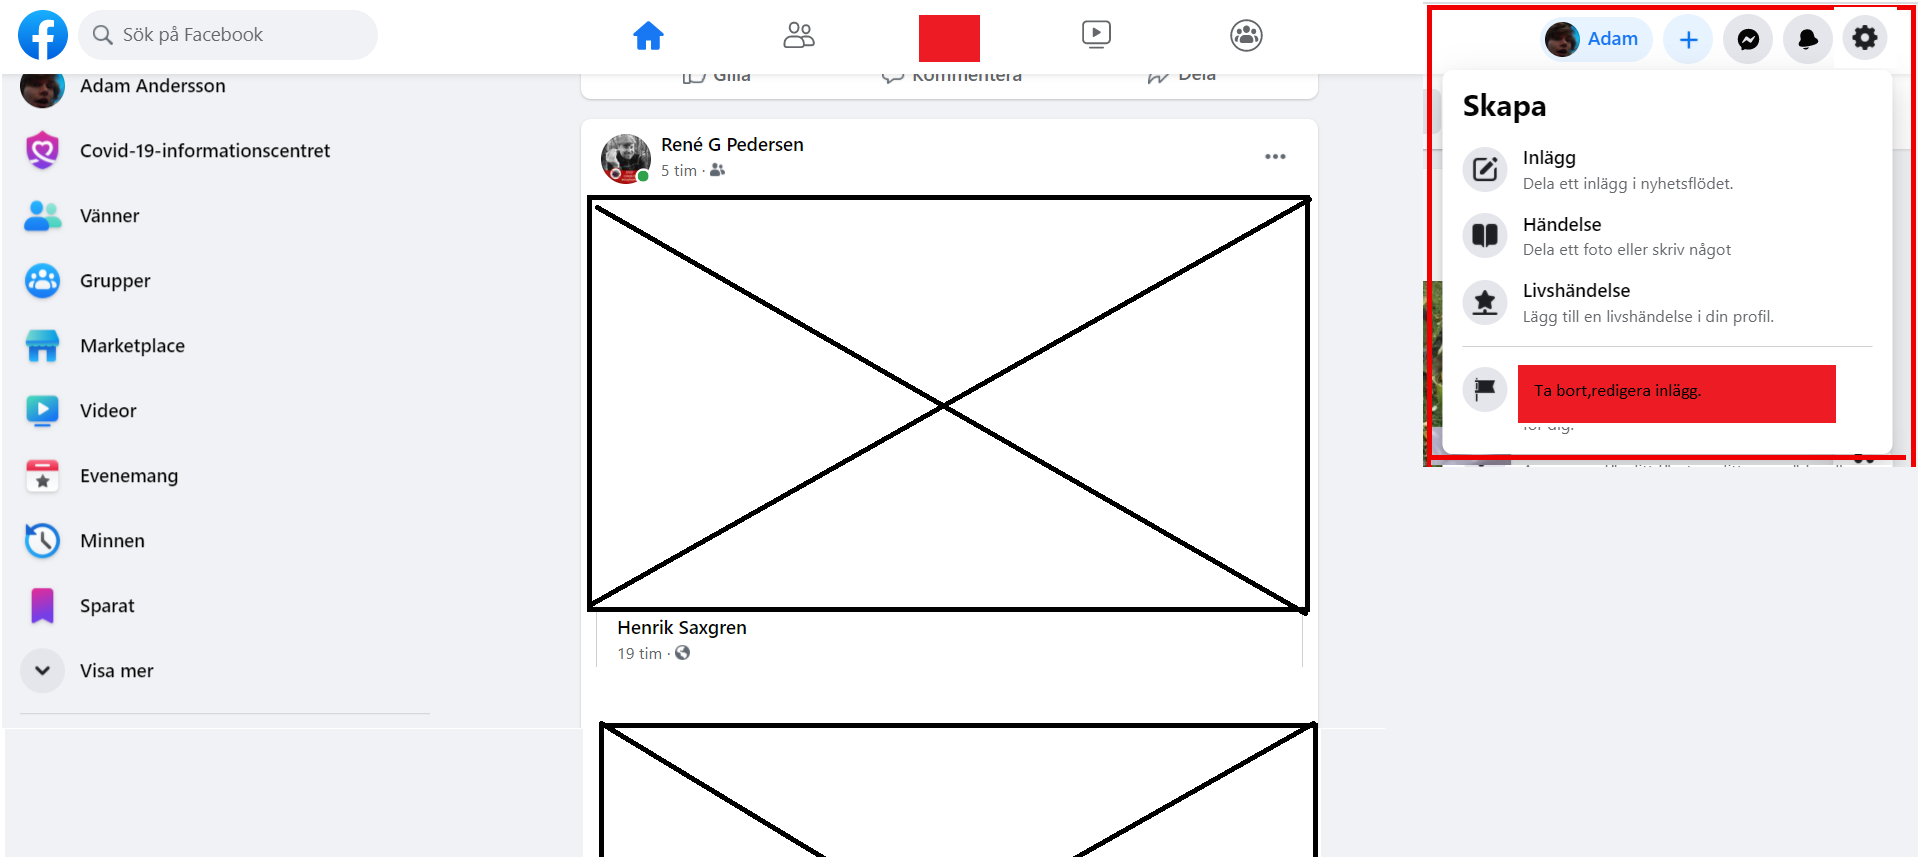 Sök på Facebook
Adam
Gilla
Kommentera
Dela
Adam Andersson
Covid-19-informationscentret
Vänner
Grupper
Marketplace
Videor
Evenemang
Minnen
Sparat
Visa mer
René G Pedersen
5 tim ·
Henrik Saxgren
19 tim ·
Skapa
Inlägg
Dela ett inlägg i nyhetsflödet.
Händelse
Dela ett foto eller skriv något
Livshändelse
Lägg till en livshändelse i din profil.
Ta bort,redigera inlägg.
för dig.